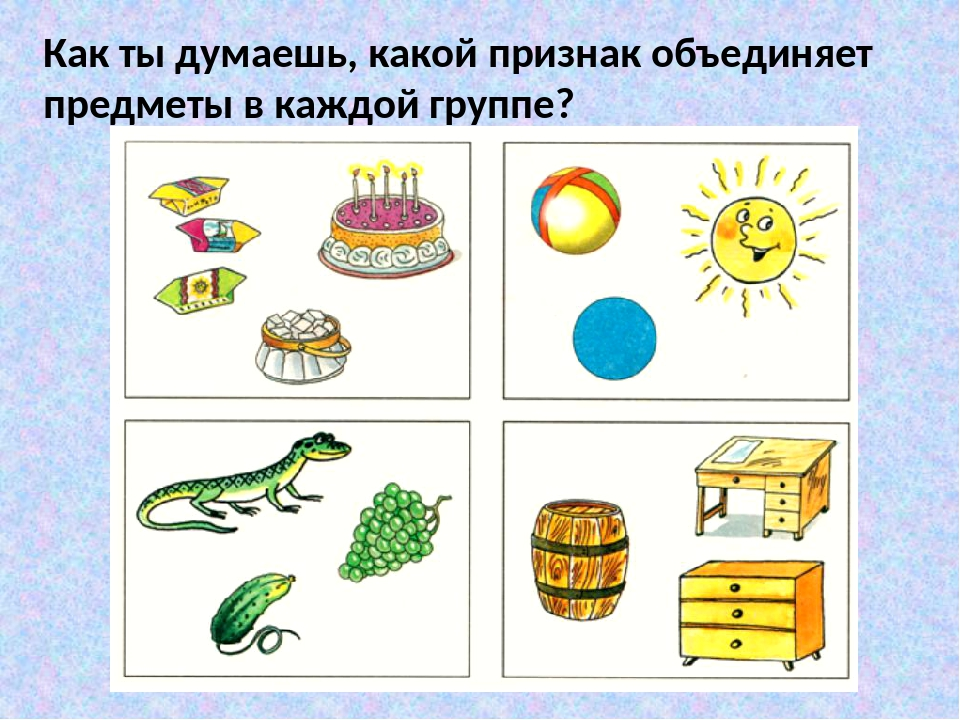 Как ты думаешь, какой признак объединяет
предметы в каждой группе?